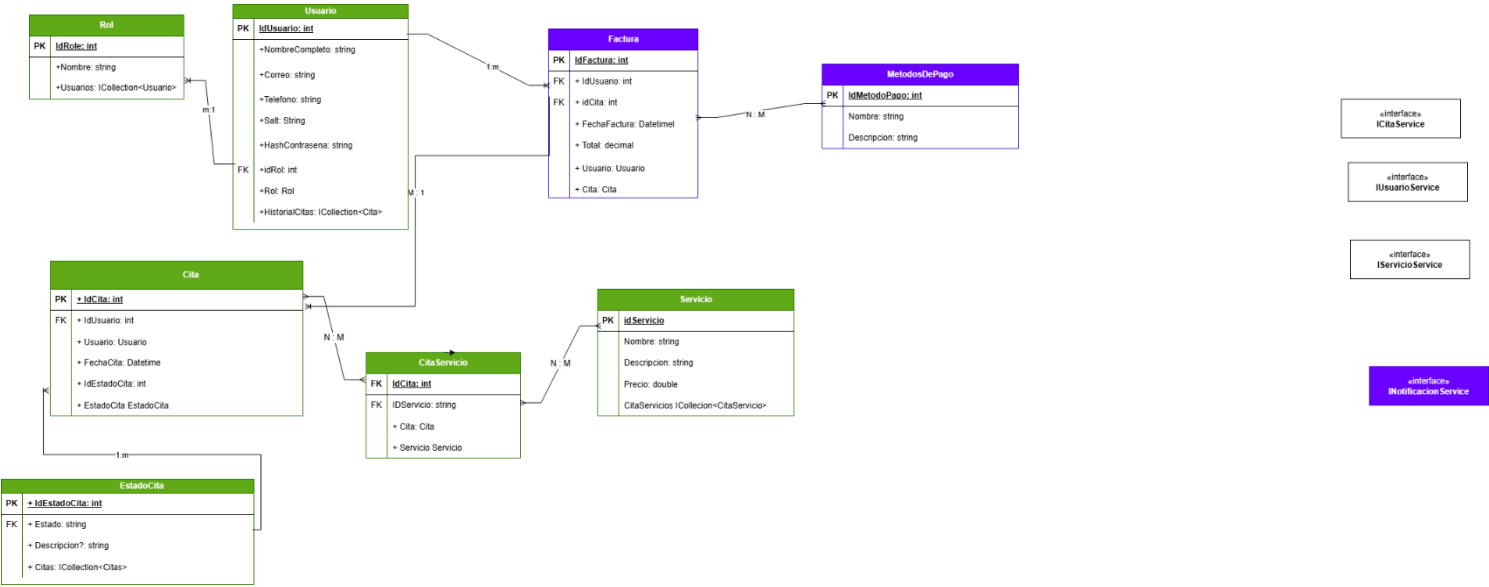 Rol
PK IdRole: int
+Nombre: string
+Usuarios: ICollection<Usuario>
m:1
Usuario
PK IdUsuario: int
+NombreCompleto: string
+Correo: string
+Telefono: string
+Salt: String
+HashContrasena: string
FK +idRol: int
+Rol: Rol
+HistorialCitas: ICollection<Cita>
1:m
Factura
PK IdFactura: int
FK + IdUsuario: int
FK + idCita: int
+ FechaFactura: Datetimel
+ Total: decimal
+ Usuario: Usuario
+ Cita: Cita
N : M
MetodosDePago
PK IdMetodoPago: int
Nombre: string
Descripcion: string
M : 1
«interface»
ICitaService
«interface»
IUsuarioService
«interface»
IServicioService
«interface»
INotificacionService
Cita
PK + IdCita: int
FK + IdUsuario: int
+ Usuario: Usuario
+ FechaCita: Datetime
+ IdEstadoCita: int
+ EstadoCita EstadoCita
N : M
CitaServicio
FK IdCita: int
FK IDServicio: string
+ Cita: Cita
+ Servicio Servicio
N : M
Servicio
PK idServicio
Nombre: string
Descripcion: string
Precio: double
CitaServicios ICollecion<CitaServicio>
1:m
EstadoCita
PK + IdEstadoCita: int
FK + Estado: string
+ Descripcion?: string
+ Citas: ICollection<Citas>